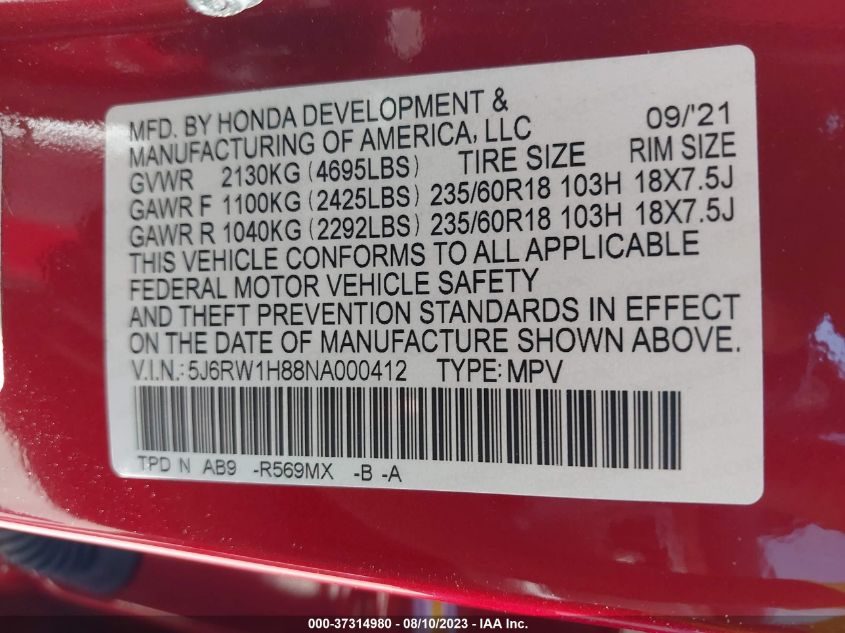 MFD. BY HONDA DEVELOPMENT & 09/'21
MANUFACTURING OF AMERICA, LLC
GVWR 2130KG (4695LBS) TIRE SIZE RIM SIZE
GAWR F 1100KG (2425LBS) 235/60R18 103H 18X7.5J
GAWR R 1040KG (2292LBS) 235/60R18 103H 18X7.5J
THIS VEHICLE CONFORMS TO ALL APPLICABLE
FEDERAL MOTOR VEHICLE SAFETY
AND THEFT PREVENTION STANDARDS IN EFFECT
ON THE DATE OF MANUFACTURE SHOWN ABOVE.
V.I.N.: 5J6RW1H88NA000412 TYPE: MPV
TPD N AB9 -R569MX -B -A
000-37314980 - 08/10/2023 - IAA Inc.